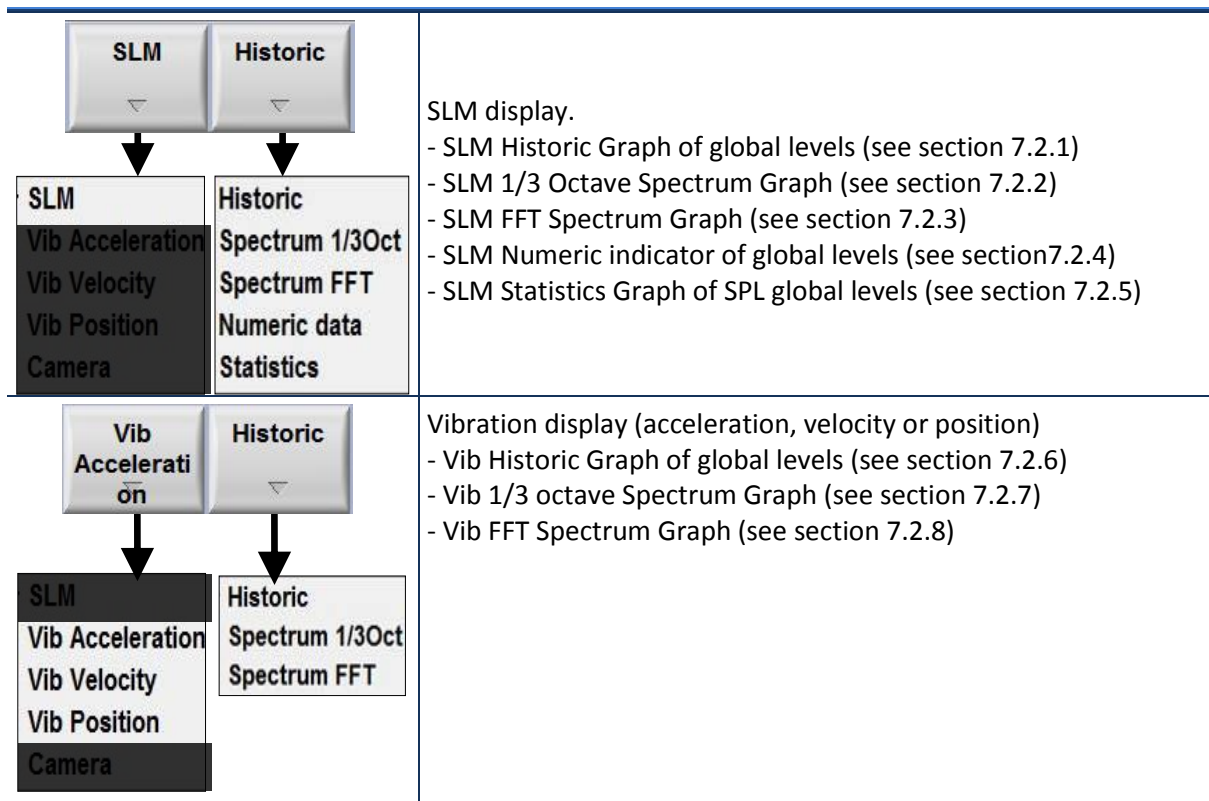 SLM Historic
SLM
Vib Acceleration
Vib Velocity
Vib Position
Camera
Historic
Spectrum 1/3Oct
Spectrum FFT
Numeric data
Statistics
SLM display.
- SLM Historic Graph of global levels (see section 7.2.1)
- SLM 1/3 Octave Spectrum Graph (see section 7.2.2)
- SLM FFT Spectrum Graph (see section 7.2.3)
- SLM Numeric indicator of global levels (see section7.2.4)
- SLM Statistics Graph of SPL global levels (see section 7.2.5)
Vib
Accelerati
on
Historic
SLM
Vib Acceleration
Vib Velocity
Vib Position
Camera
Historic
Spectrum 1/3Oct
Spectrum FFT
Vibration display (acceleration, velocity or position)
- Vib Historic Graph of global levels (see section 7.2.6)
- Vib 1/3 octave Spectrum Graph (see section 7.2.7)
- Vib FFT Spectrum Graph (see section 7.2.8)